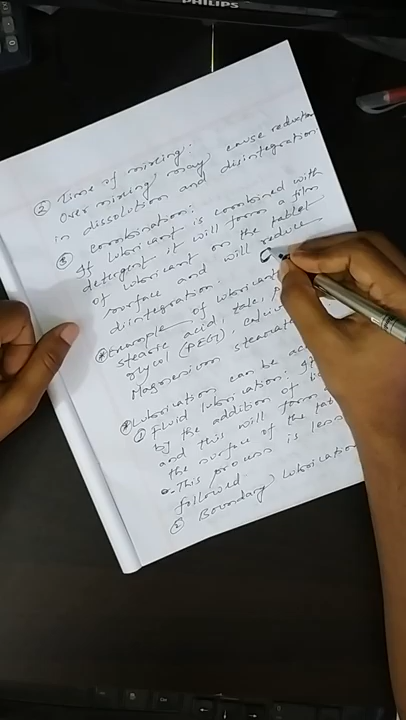 PHILIPS
② Time of mixing:
Over mixing may cause reduction
in dissolution and disintegration.
③ Combination:
If lubricant is combined with
detergent it will form a film
of lubricant on the tablet
surface and will reduce
disintegration.
Example of lubricant
stearic acid, talc,
glycol (PEG), calcium
Magnesium stearate
Lubrication can be
① Fluid lubrication:
by the addition of
and this will form
the surface of the
This process is less
followed
② Boundary lubrication